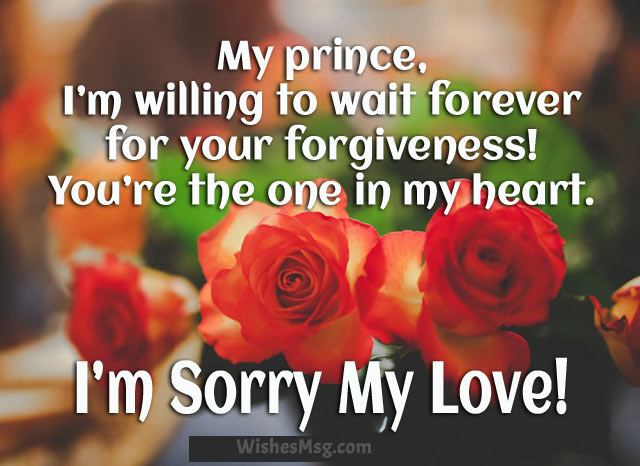 My prince,
I'm willing to wait forever
for your forgiveness!
You're the one in my heart.
I'm Sorry My Love!
WishesMsg.com